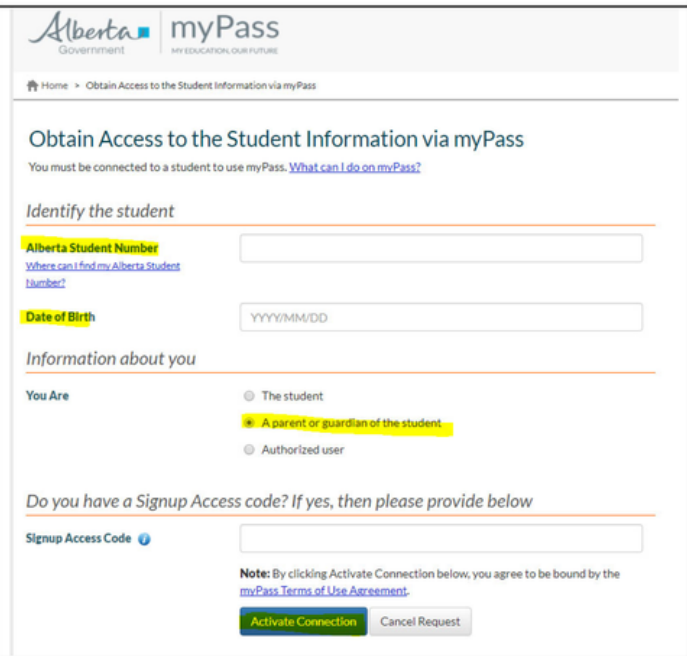 Alberta myPass
Government MY EDUCATION, OUR FUTURE
Home > Obtain Access to the Student Information via myPass
Obtain Access to the Student Information via myPass
You must be connected to a student to use myPass. What can I do on myPass?
Identify the student
Alberta Student Number
Where can I find my Alberta Student
Number?
Date of Birth YYYY/MM/DD
Information about you
You Are The student
A parent or guardian of the student
Authorized user
Do you have a Signup Access code? If yes, then please provide below
Signup Access Code i
Note: By clicking Activate Connection below, you agree to be bound by the
myPass Terms of Use Agreement.
Activate Connection Cancel Request